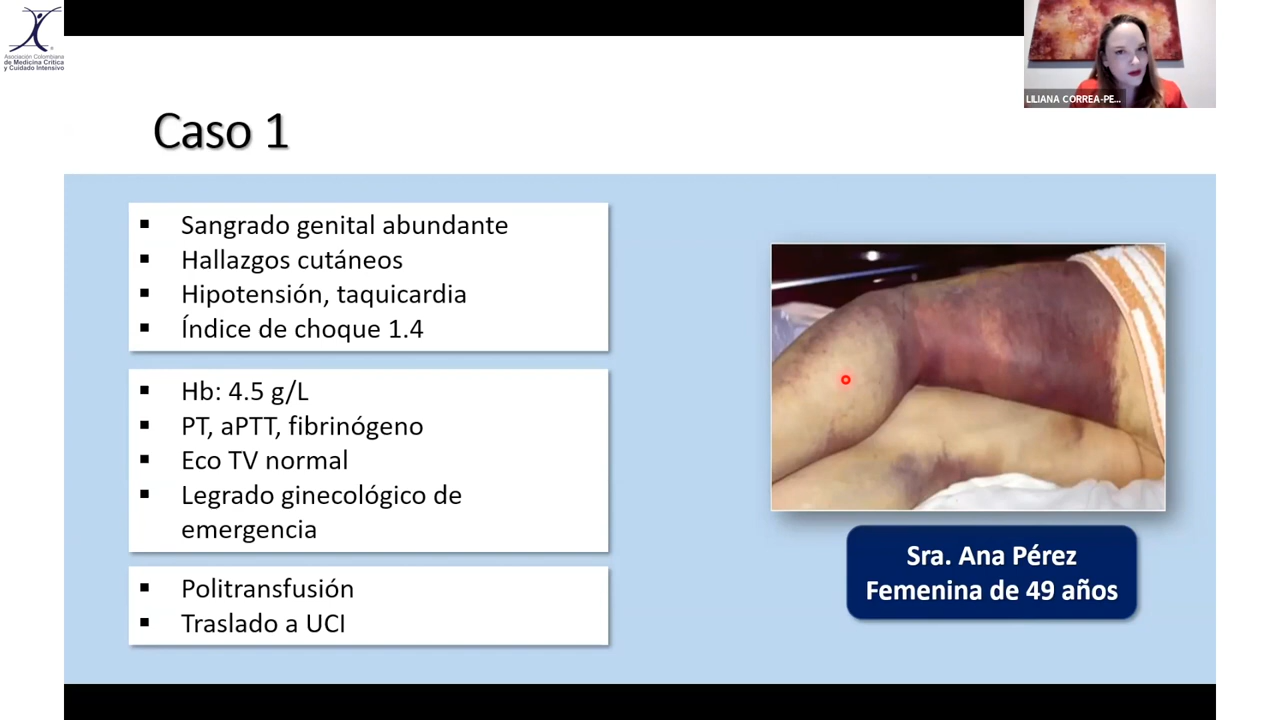 Asociación Colombiana
de Medicina Crítica
y Cuidado Intensivo
LILIANA CORREA-PE...
Caso 1
▪ Sangrado genital abundante
▪ Hallazgos cutáneos
▪ Hipotensión, taquicardia
▪ Índice de choque 1.4
▪ Hb: 4.5 g/L
▪ PT, aPTT, fibrinógeno
▪ Eco TV normal
▪ Legrado ginecológico de
emergencia
▪ Politransfusión
▪ Traslado a UCI
Sra. Ana Pérez
Femenina de 49 años